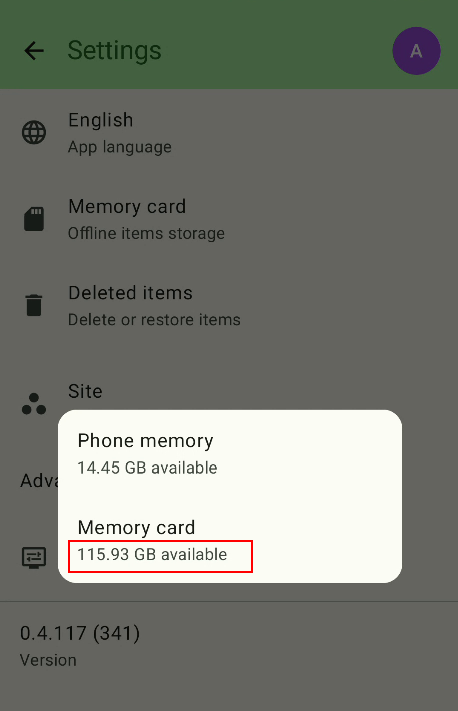 Settings
A
English
App language
Memory card
Offline items storage
Deleted items
Delete or restore items
Site
Phone memory
14.45 GB available
Memory card
115.93 GB available
0.4.117 (341)
Version